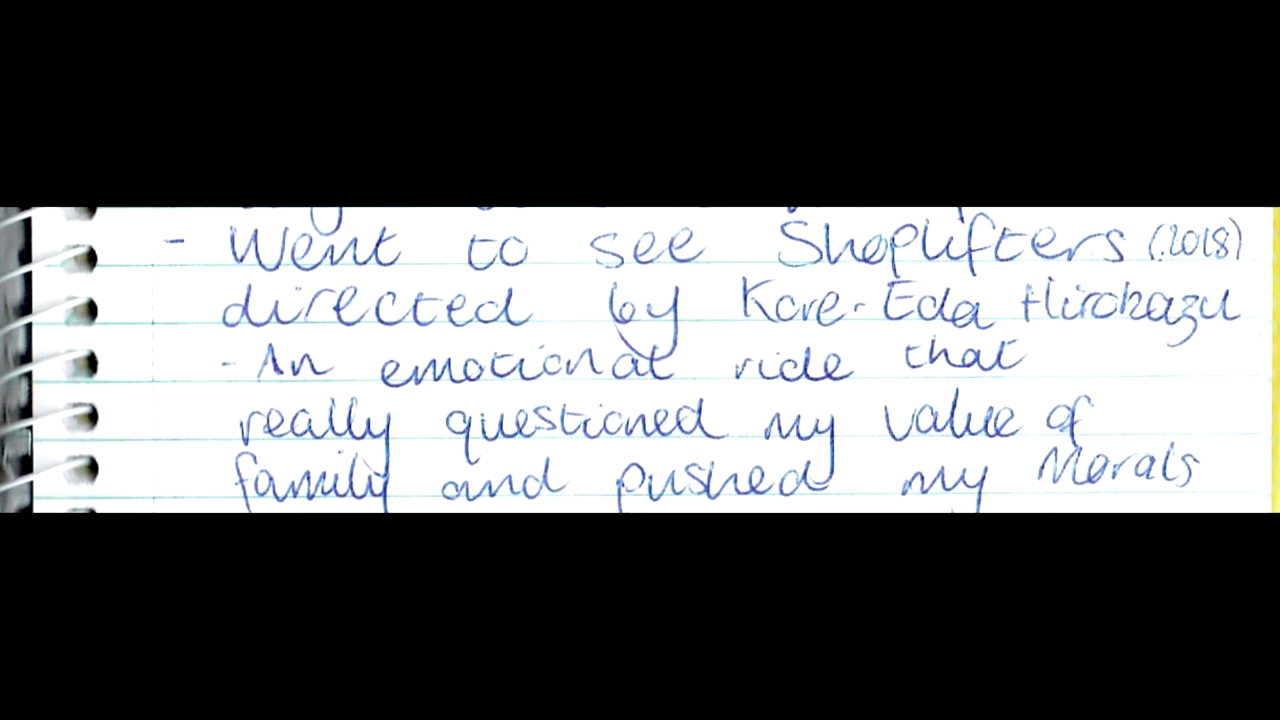 - Went to see Shoplifters (2018)
directed by Kore-Eda Hirokazu
- An emotional ride that
really questioned my value of
family and pushed my Morals